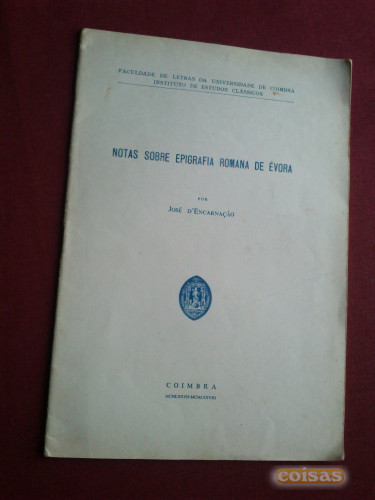 FACULDADE DE LETRAS DA UNIVERSIDADE DE COIMBRA
INSTITUTO DE ESTUDOS CLÁSSICOS
NOTAS SOBRE EPIGRAFIA ROMANA DE ÉVORA
POR
JOSÉ D'ENCARNAÇÃO
COIMBRA
coisas